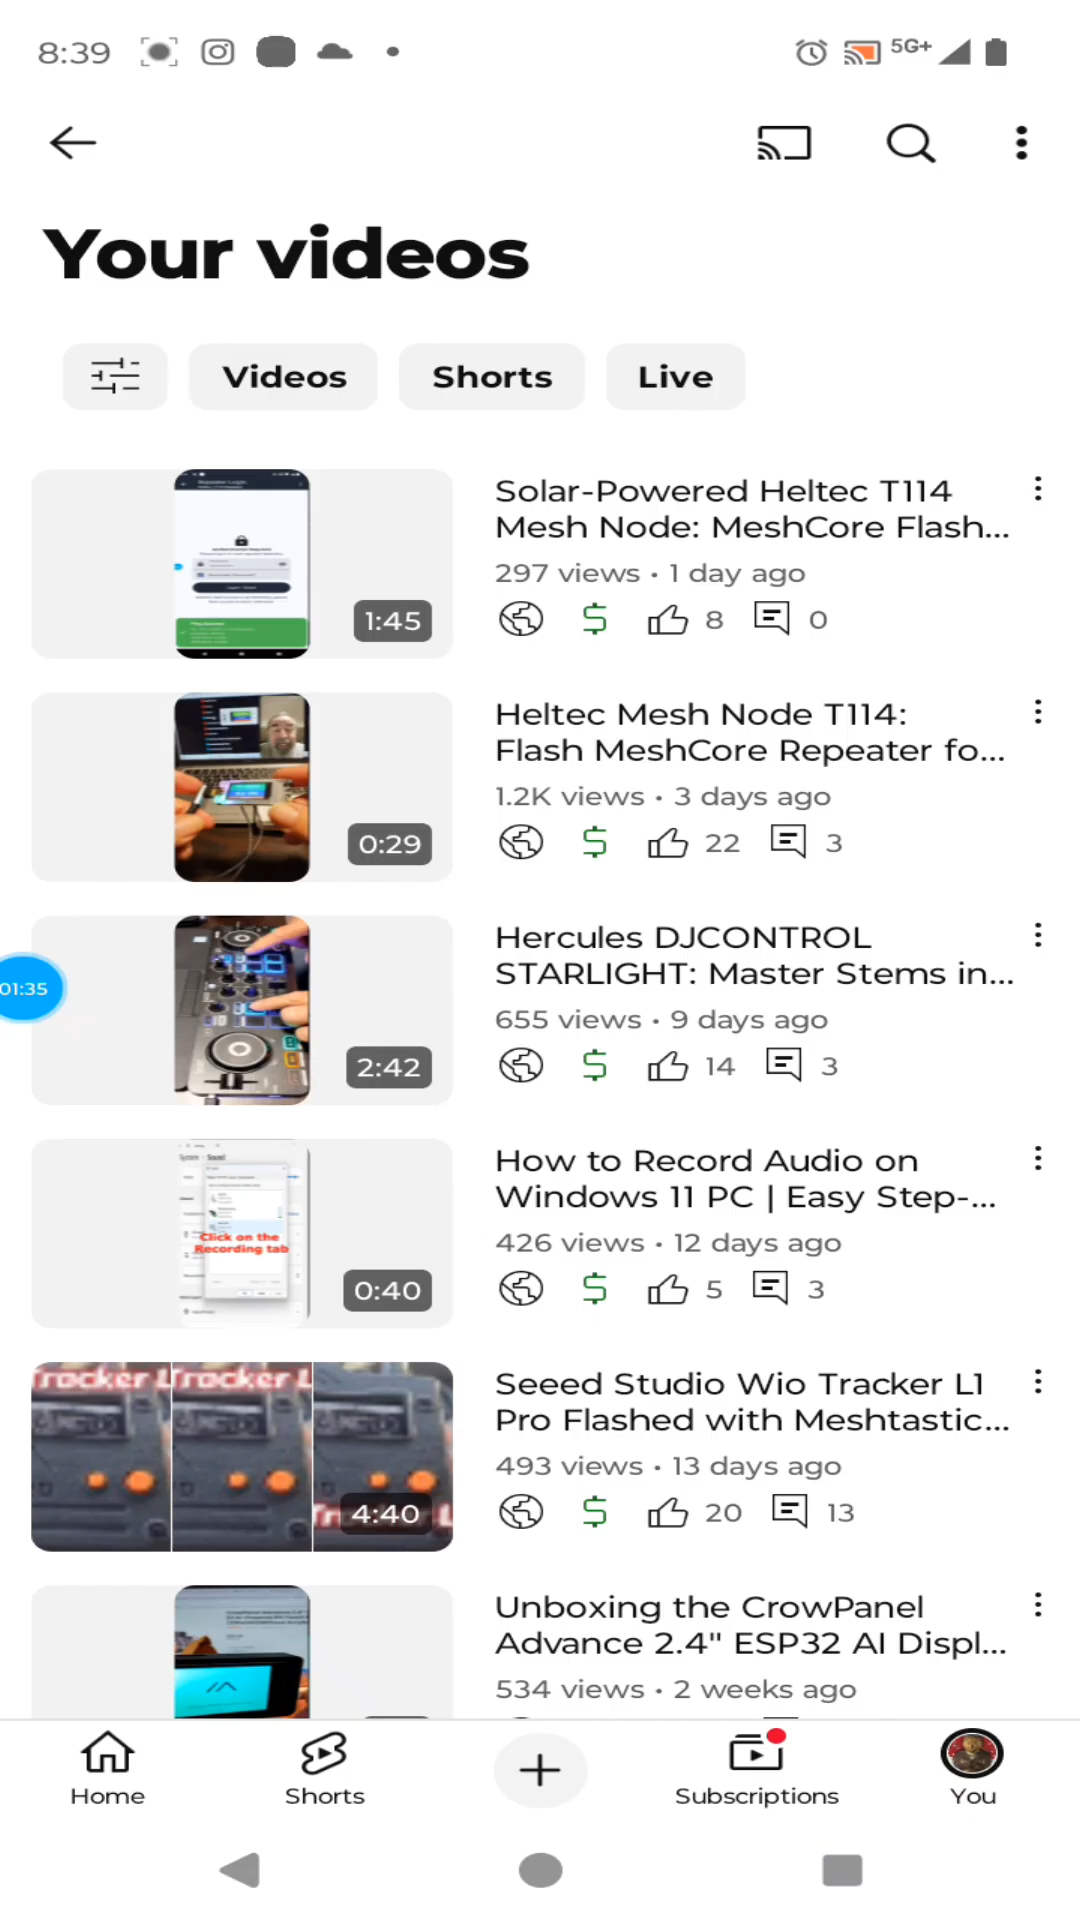 8:39
5G+
Your videos
Videos
Shorts
Live
Solar-Powered Heltec T114
Mesh Node: MeshCore Flash...
297 views • 1 day ago
8
0
1:45
Heltec Mesh Node T114:
Flash MeshCore Repeater fo...
1.2K views • 3 days ago
22
3
0:29
Hercules DJCONTROL
STARLIGHT: Master Stems in...
655 views • 9 days ago
14
3
01:35
2:42
How to Record Audio on
Windows 11 PC | Easy Step-...
426 views • 12 days ago
5
3
Click on the
Recording tab
0:40
Seeed Studio Wio Tracker L1
Pro Flashed with Meshtastic...
493 views • 13 days ago
20
13
Tracker L
4:40
Unboxing the CrowPanel
Advance 2.4" ESP32 AI Displ...
534 views • 2 weeks ago
Home
Shorts
Subscriptions
You